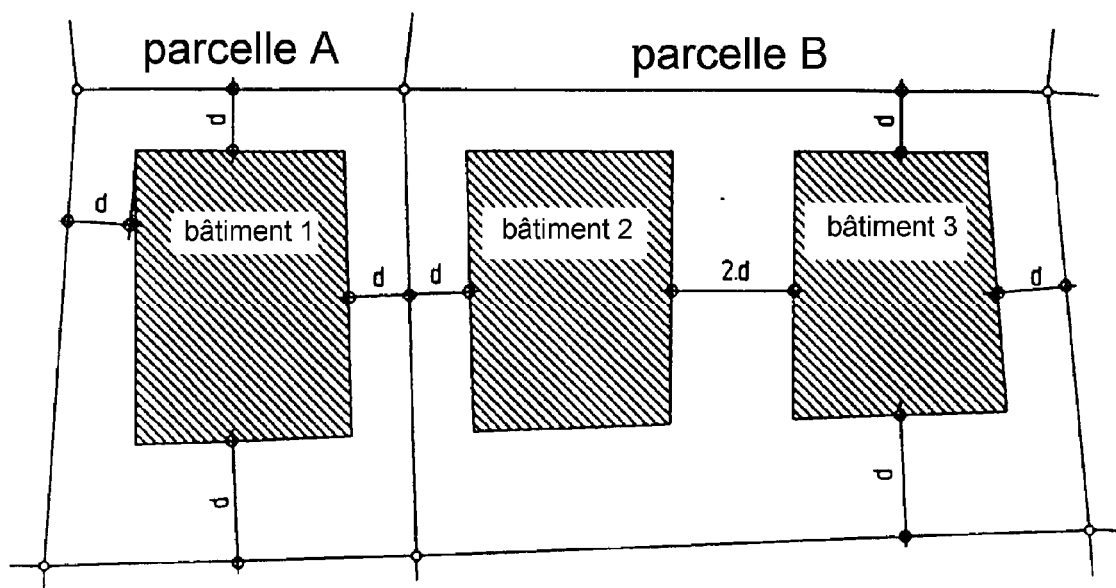 parcelle A
parcelle B
d
d
d
bâtiment 1
bâtiment 2
bâtiment 3
d
d
2.d
d
d
d